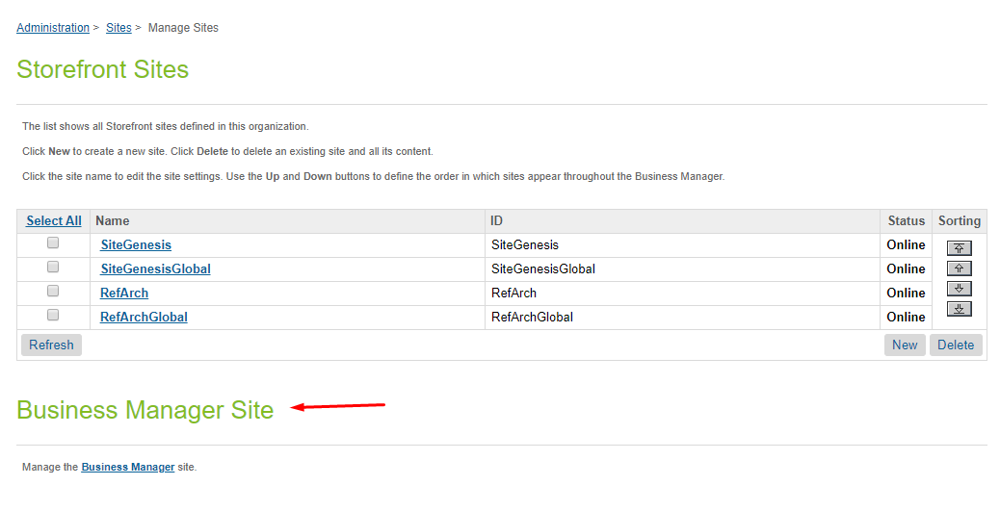 Administration > Sites > Manage Sites
Storefront Sites
The list shows all Storefront sites defined in this organization.
Click New to create a new site. Click Delete to delete an existing site and all its content.
Click the site name to edit the site settings. Use the Up and Down buttons to define the order in which sites appear throughout the Business Manager.
Select All Name ID Status Sorting
SiteGenesis SiteGenesis Online
SiteGenesisGlobal SiteGenesisGlobal Online
RefArch RefArch Online
RefArchGlobal RefArchGlobal Online
Refresh New Delete
Business Manager Site
Manage the Business Manager site.